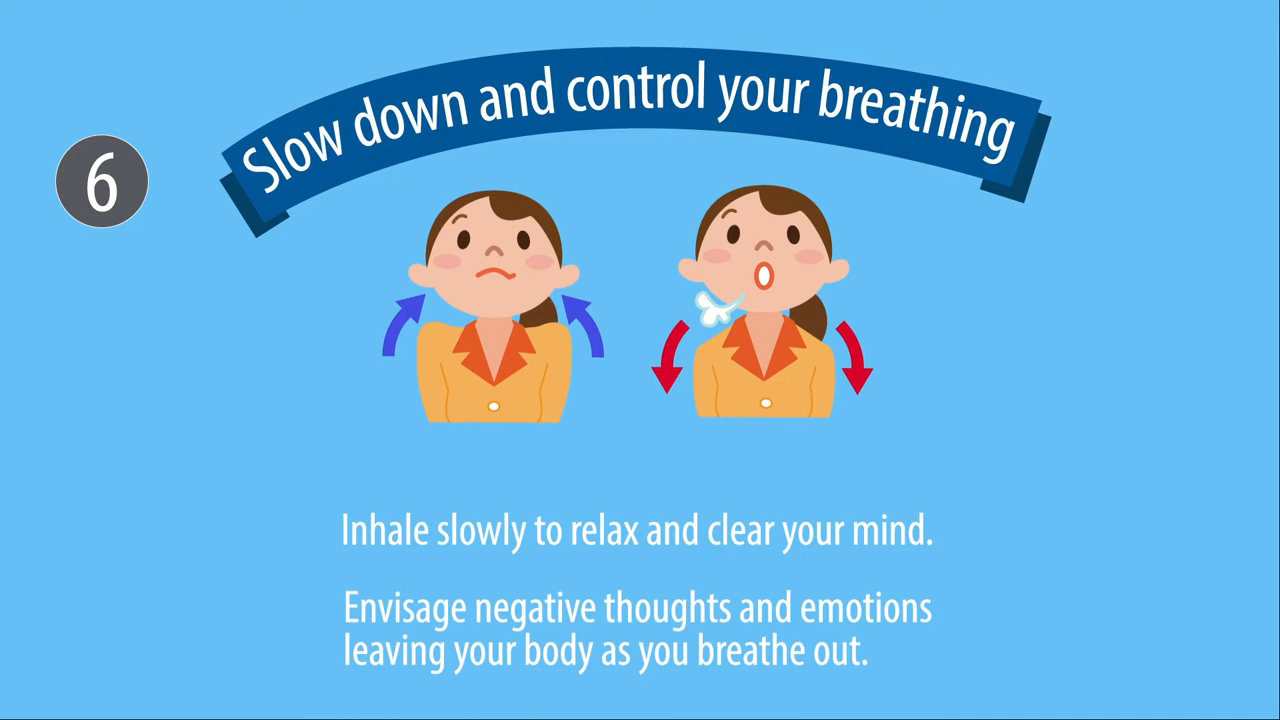 6
Slow down and control your breathing
Inhale slowly to relax and clear your mind.
Envisage negative thoughts and emotions
leaving your body as you breathe out.